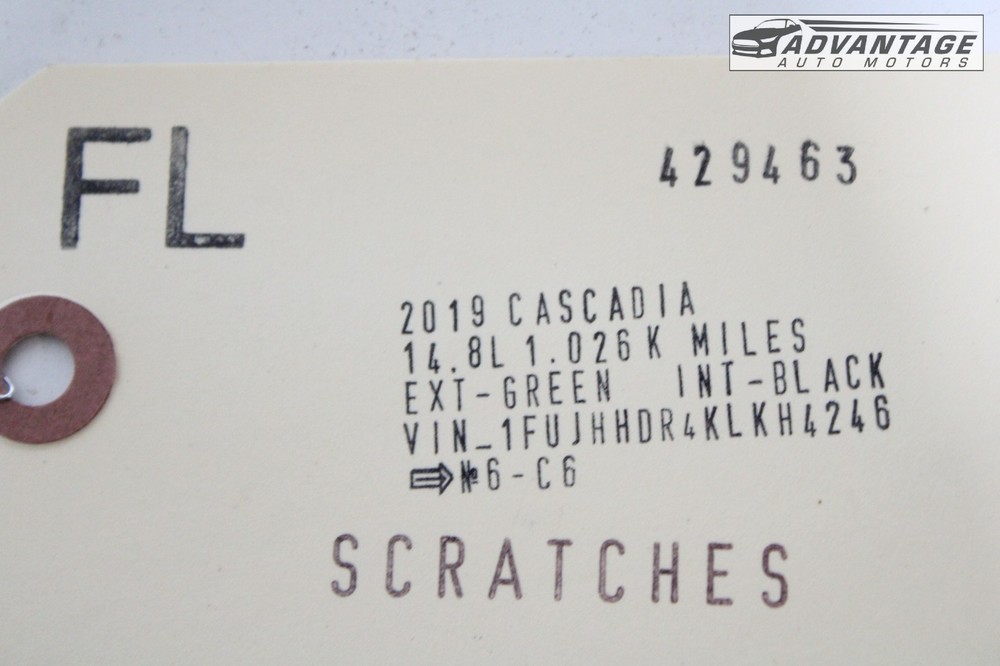 ADVANTAGE
AUTO MOTORS
FL
429463
2019 CASCADIA
14.8L 1.026K MILES
EXT-GREEN INT-BLACK
VIN_1FUJHHDR4KLKH4246
⇨№6-C6
SCRATCHES